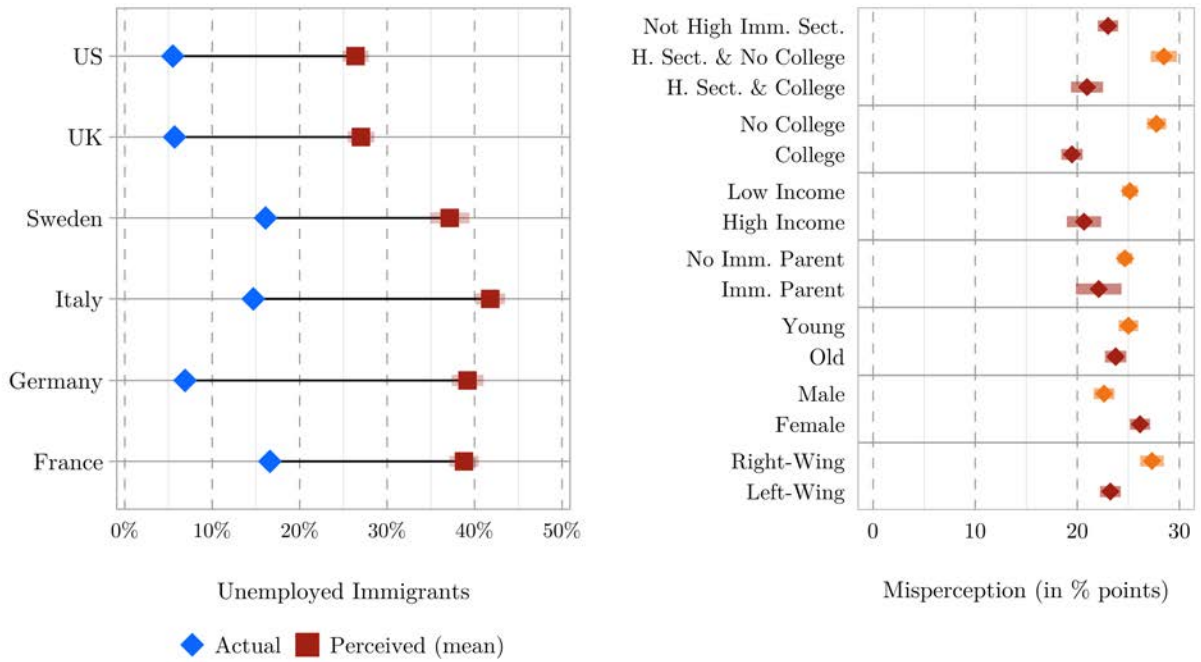 US
UK
Sweden
Italy
Germany
France
0% 10% 20% 30% 40% 50%
Unemployed Immigrants
Actual Perceived (mean)
Not High Imm. Sect.
H. Sect. & No College
H. Sect. & College
No College
College
Low Income
High Income
No Imm. Parent
Imm. Parent
Young
Old
Male
Female
Right-Wing
Left-Wing
0 10 20 30
Misperception (in % points)